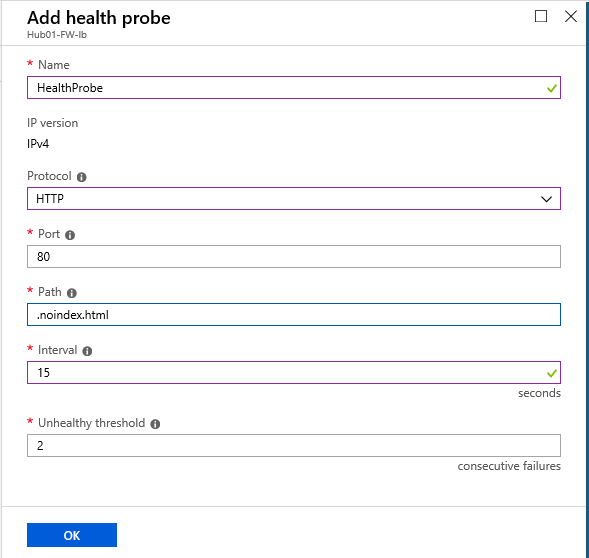 Add health probe
Hub01-FW-lb
* Name
HealthProbe
IP version
IPv4
Protocol
HTTP
* Port
80
* Path
.noindex.html
* Interval
15
seconds
* Unhealthy threshold
2
consecutive failures
OK